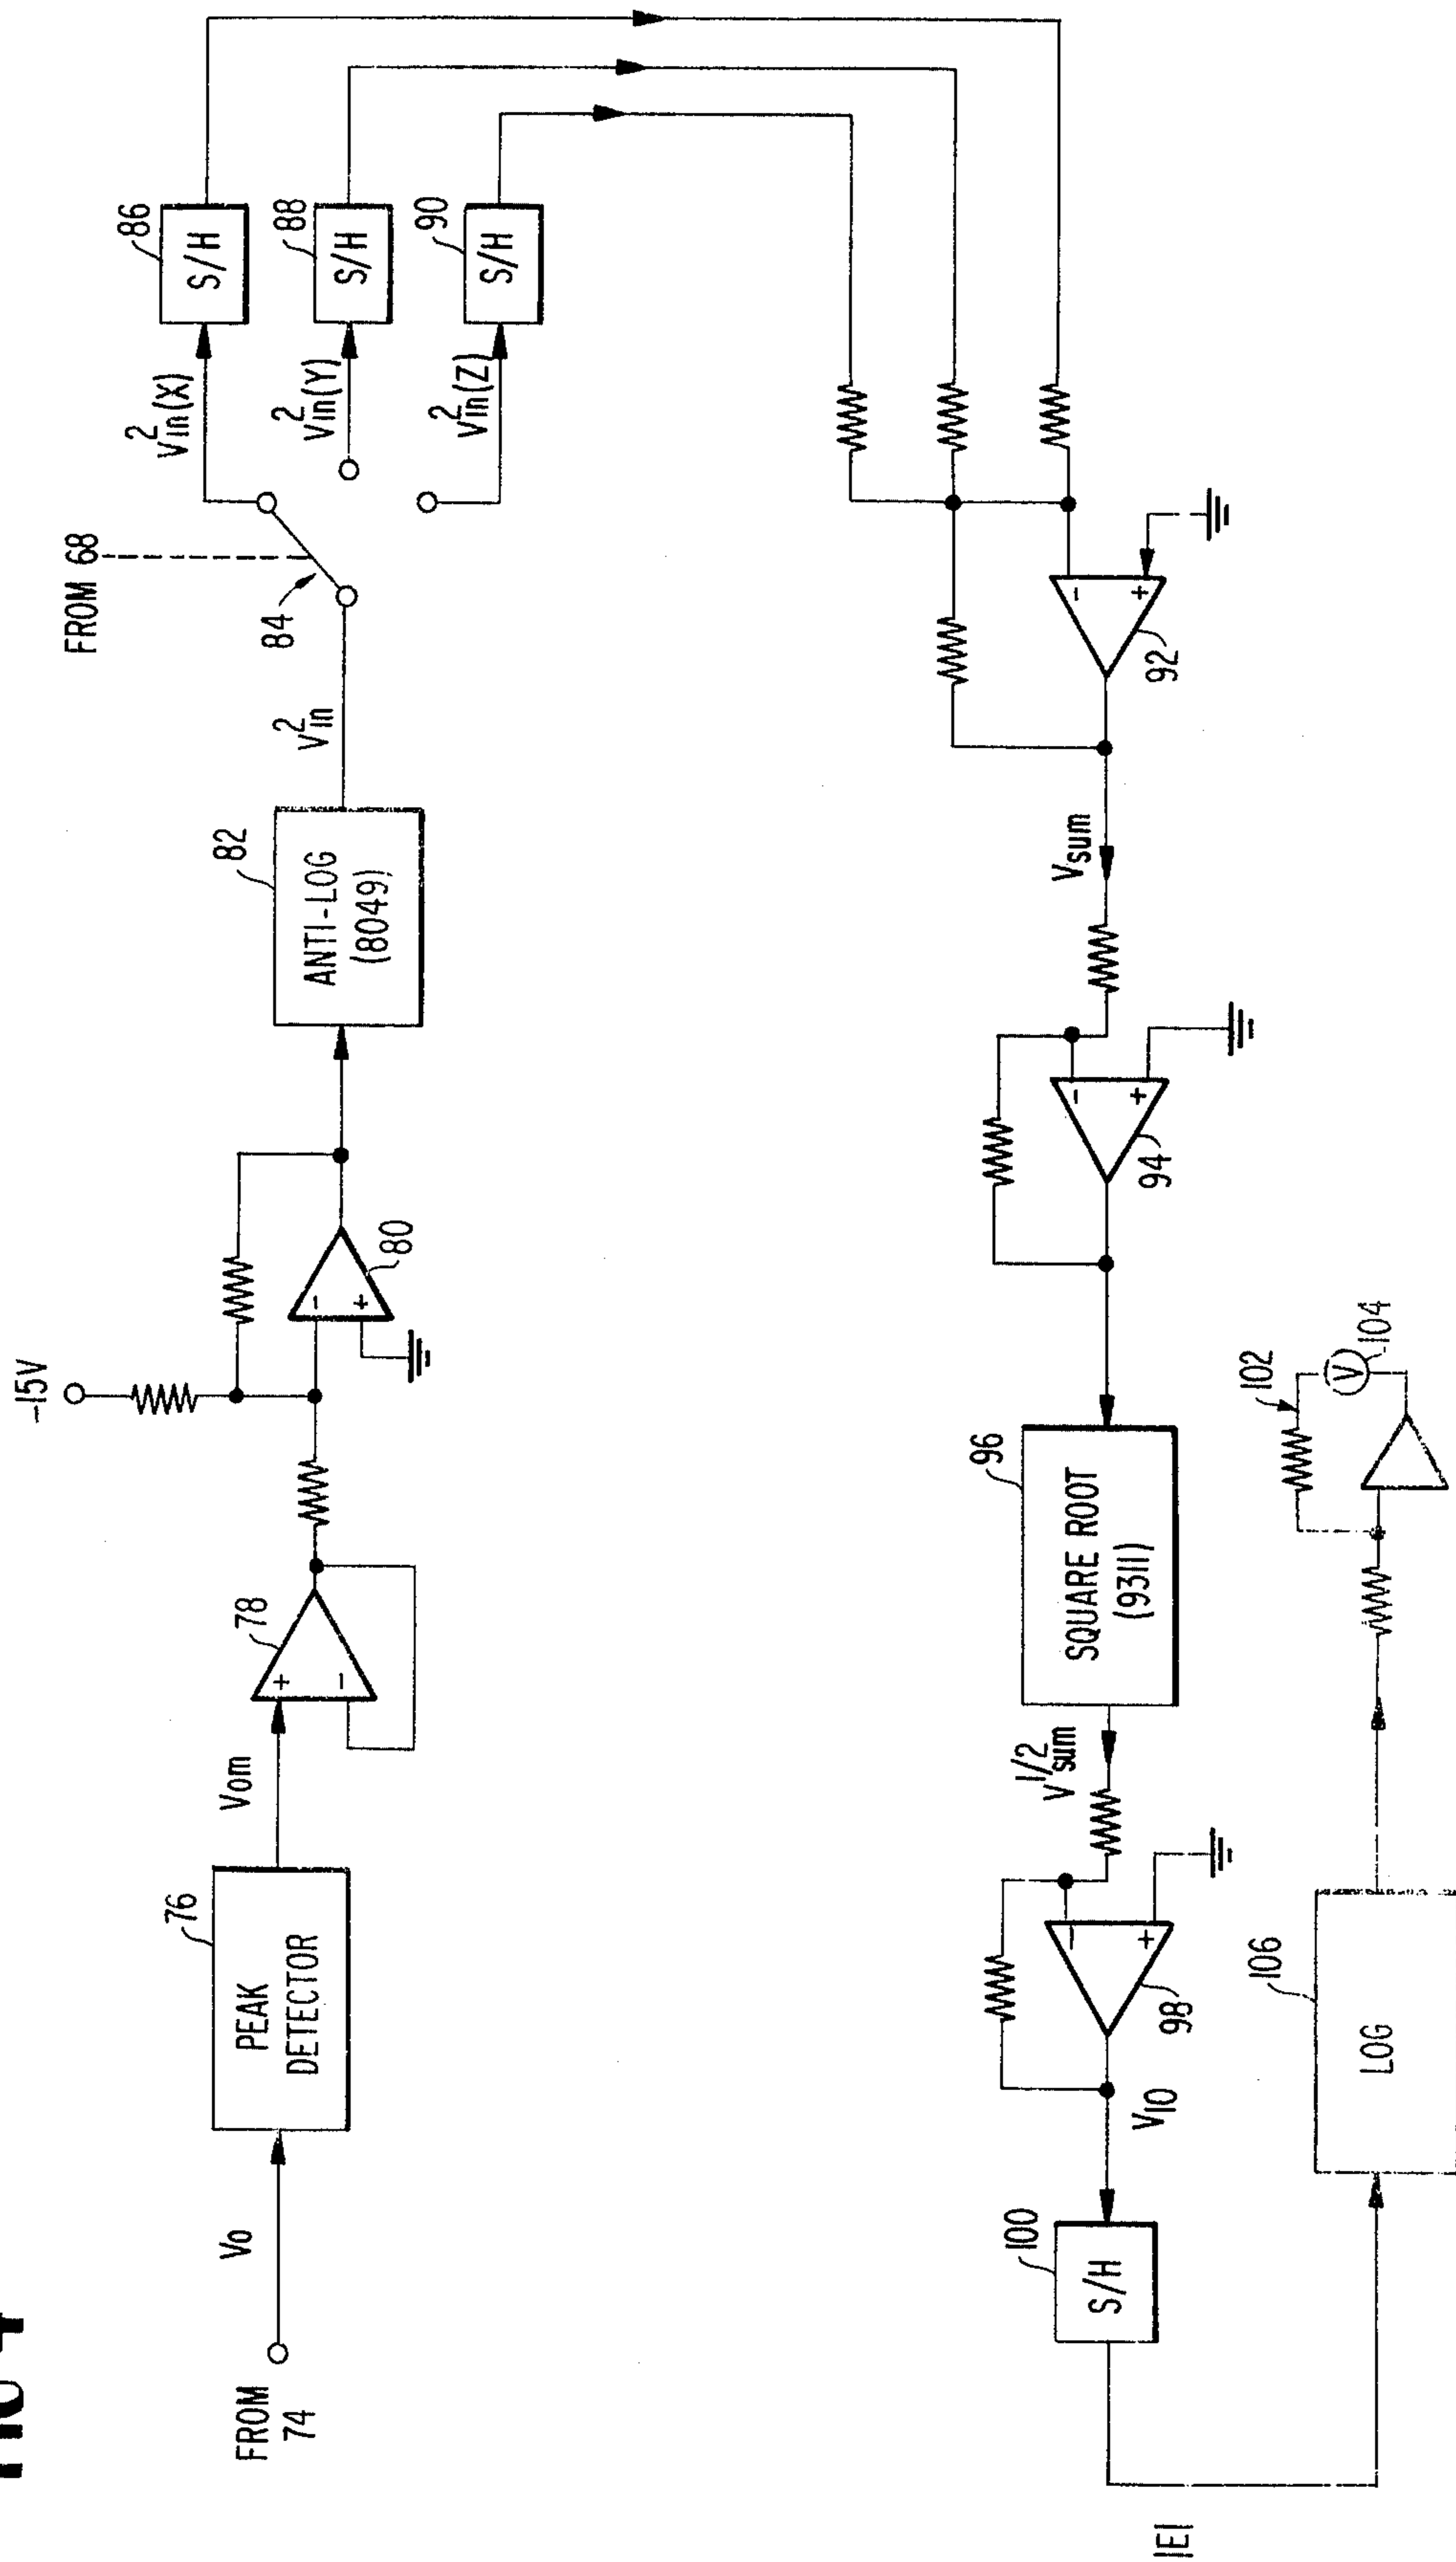 FROM
74
Vo
76
PEAK
DETECTOR
Vom
78
+
−
-15V
80
−
+
82
ANTI-LOG
(8049)
V²in
FROM 68
84
V²in(X)
V²in(Y)
V²in(Z)
86
S/H
88
S/H
90
S/H
−
+
92
Vsum
−
+
94
96
SQUARE ROOT
(9311)
V1/2sum
−
+
98
V10
100
S/H
|E|
106
LOG
102
V
104